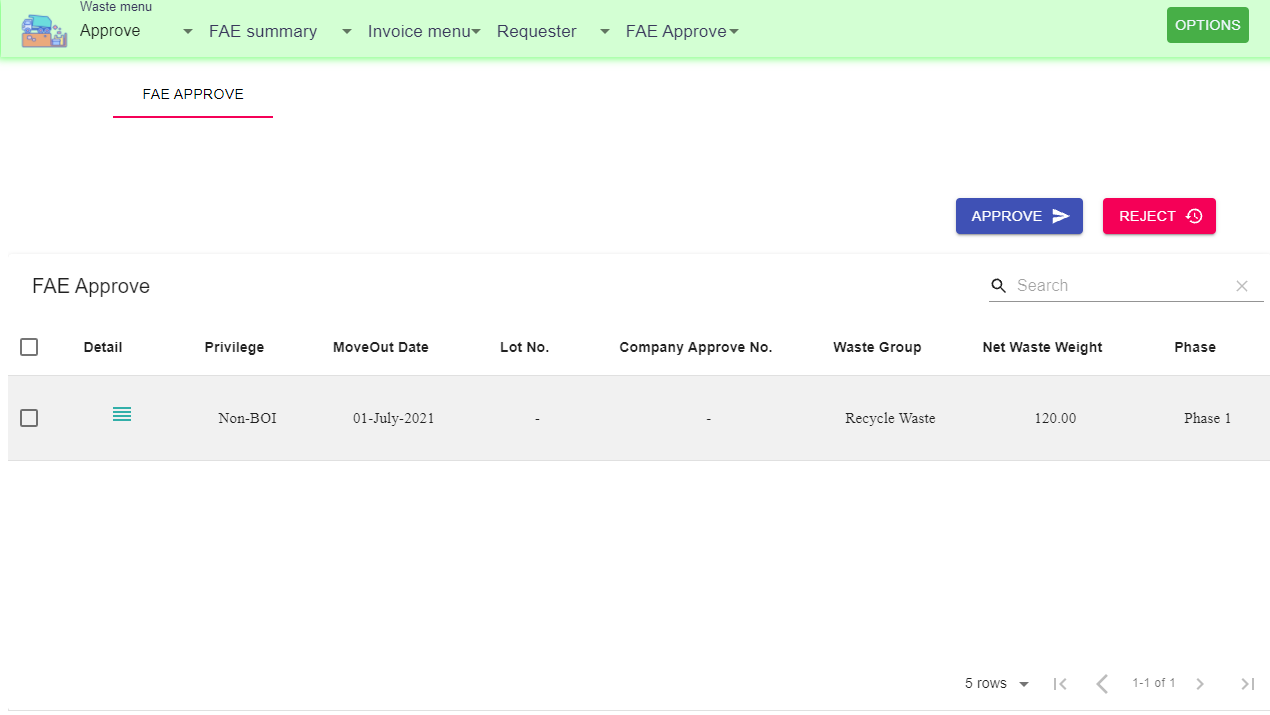 Waste menu
Approve FAE summary Invoice menu Requester FAE Approve OPTIONS
FAE APPROVE
APPROVE REJECT
FAE Approve Search
Detail Privilege MoveOut Date Lot No. Company Approve No. Waste Group Net Waste Weight Phase
Non-BOI 01-July-2021 - - Recycle Waste 120.00 Phase 1
5 rows 1-1 of 1